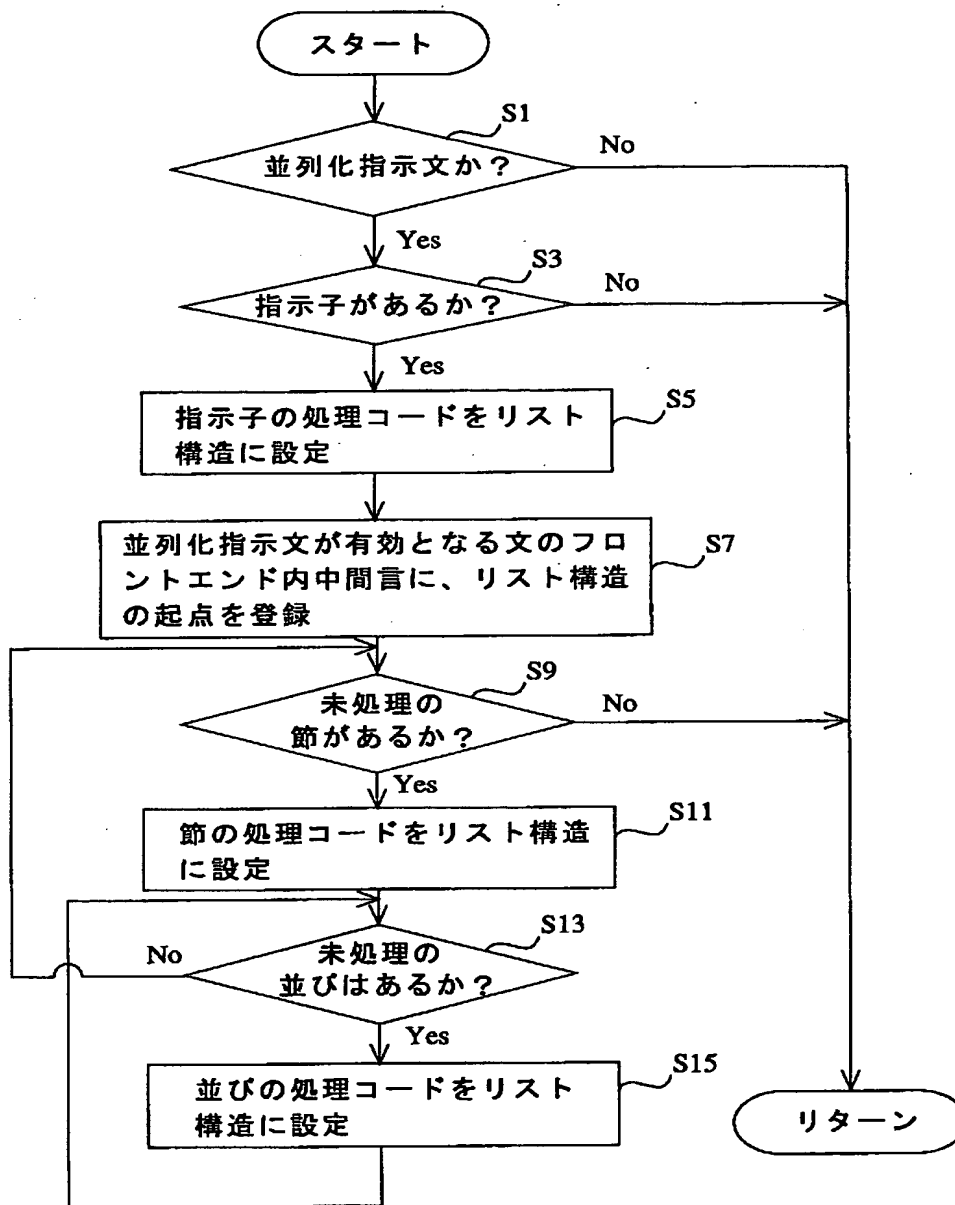 スタート
S1
並列化指示文か？
No
Yes
S3
指示子があるか？
No
Yes
S5
指示子の処理コードをリスト
構造に設定
S7
並列化指示文が有効となる文のフロ
ントエンド内中間言に、リスト構造
の起点を登録
S9
未処理の
節があるか？
No
Yes
S11
節の処理コードをリスト構造
に設定
S13
No
未処理の
並びはあるか？
Yes
S15
並びの処理コードをリスト
構造に設定
リターン